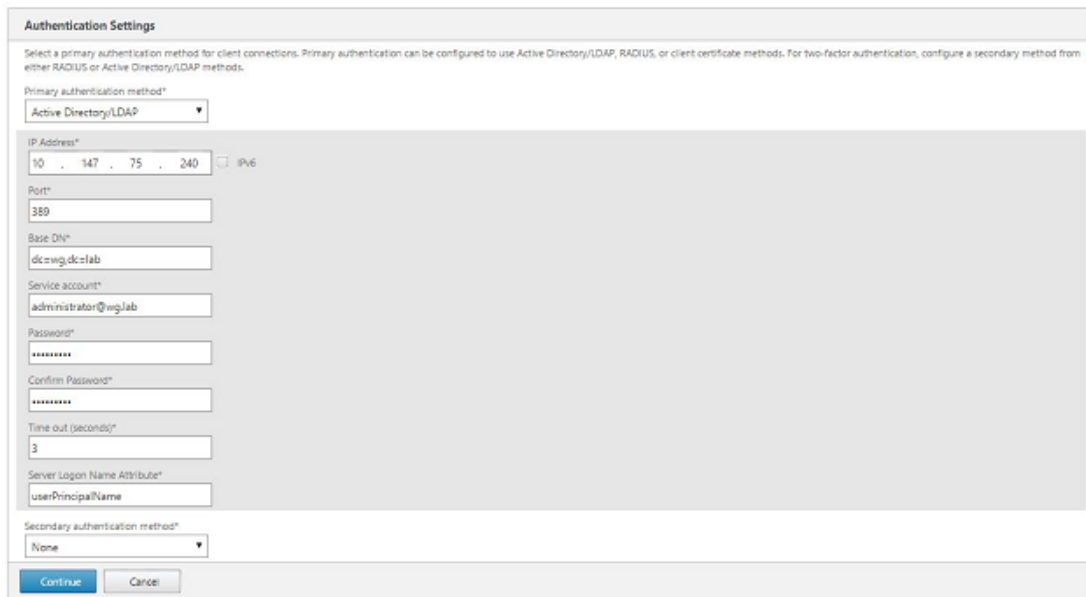 Authentication Settings
Select a primary authentication method for client connections. Primary authentication can be configured to use Active Directory/LDAP, RADIUS, or client certificate methods. For two-factor authentication, configure a secondary method from
either RADIUS or Active Directory/LDAP methods.
Primary authentication method*
Active Directory/LDAP
IP Address*
10 . 147 . 75 . 240 IPv6
Port*
389
Base DN*
dc=wg,dc=lab
Service account*
administrator@wg.lab
Password*
•••••••••
Confirm Password*
•••••••••
Time out (seconds)*
3
Server Logon Name Attribute*
userPrincipalName
Secondary authentication method*
None
Continue Cancel